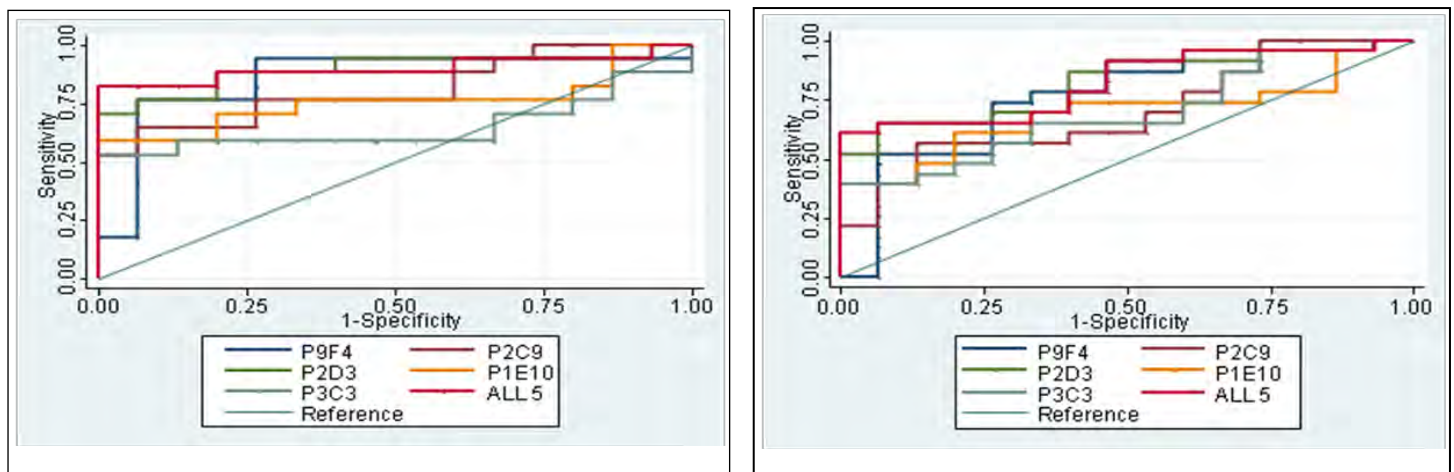 1.00
0.75
Sensitivity
0.50
0.25
0.00
0.00 0.25 0.50 0.75 1.00
1-Specificity
P9F4 P2C9
P2D3 P1E10
P3C3 ALL 5
Reference
1.00
0.75
Sensitivity
0.50
0.25
0.00
0.00 0.25 0.50 0.75 1.00
1-Specificity
P9F4 P2C9
P2D3 P1E10
P3C3 ALL 5
Reference